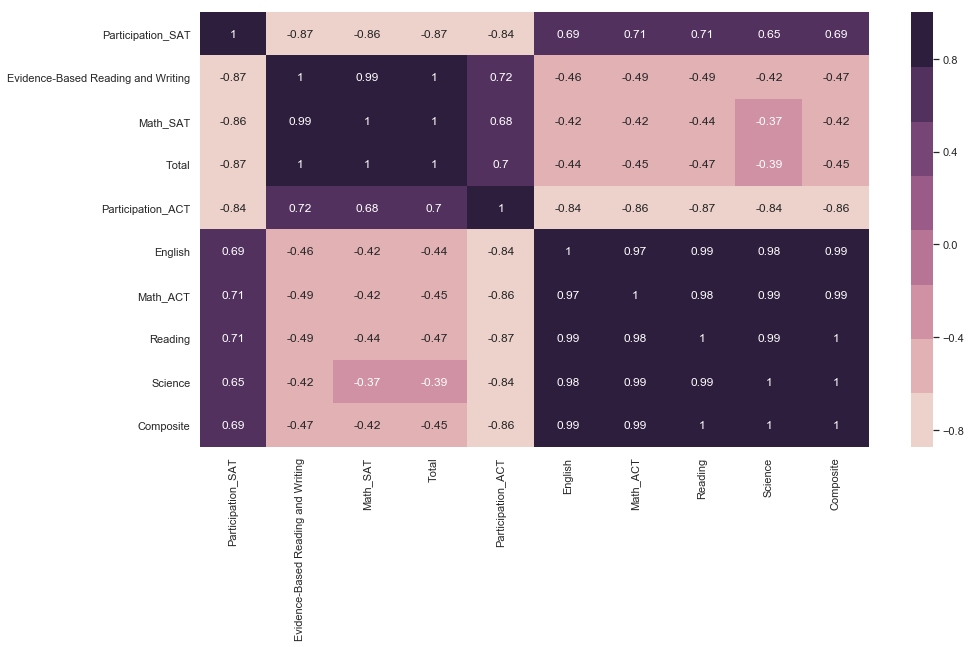 Participation_SAT 1 -0.87 -0.86 -0.87 -0.84 0.69 0.71 0.71 0.65 0.69
Evidence-Based Reading and Writing -0.87 1 0.99 1 0.72 -0.46 -0.49 -0.49 -0.42 -0.47
Math_SAT -0.86 0.99 1 1 0.68 -0.42 -0.42 -0.44 -0.37 -0.42
Total -0.87 1 1 1 0.7 -0.44 -0.45 -0.47 -0.39 -0.45
Participation_ACT -0.84 0.72 0.68 0.7 1 -0.84 -0.86 -0.87 -0.84 -0.86
English 0.69 -0.46 -0.42 -0.44 -0.84 1 0.97 0.99 0.98 0.99
Math_ACT 0.71 -0.49 -0.42 -0.45 -0.86 0.97 1 0.98 0.99 0.99
Reading 0.71 -0.49 -0.44 -0.47 -0.87 0.99 0.98 1 0.99 1
Science 0.65 -0.42 -0.37 -0.39 -0.84 0.98 0.99 0.99 1 1
Composite 0.69 -0.47 -0.42 -0.45 -0.86 0.99 0.99 1 1 1
Participation_SAT
Evidence-Based Reading and Writing
Math_SAT
Total
Participation_ACT
English
Math_ACT
Reading
Science
Composite
0.8
0.4
0.0
−0.4
−0.8